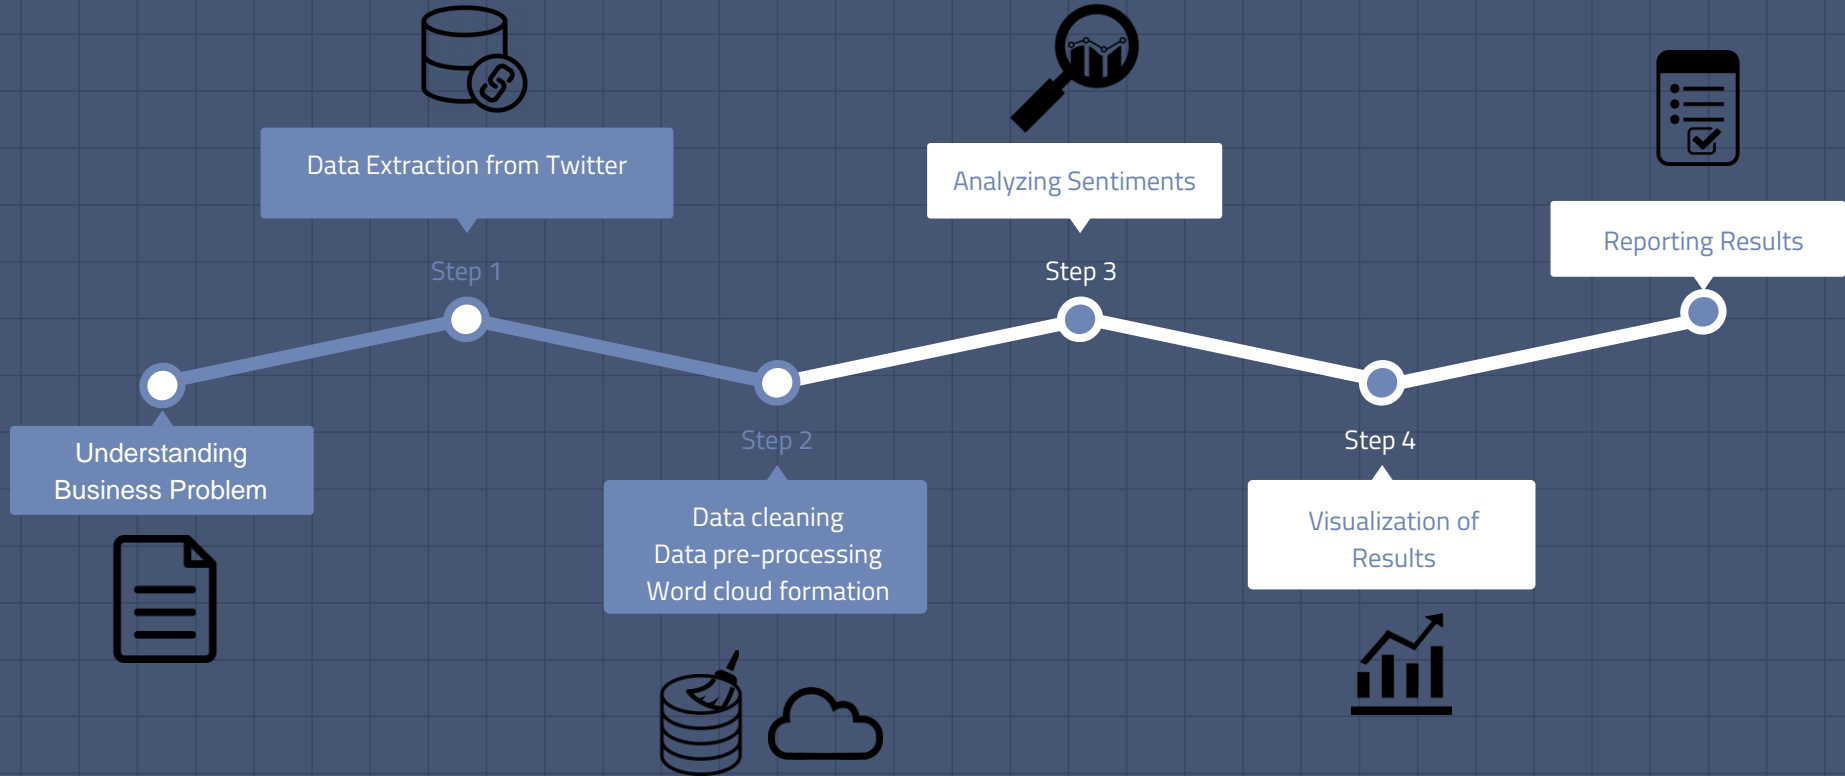 Understanding
Business Problem
Data Extraction from Twitter
Step 1
Step 2
Data cleaning
Data pre-processing
Word cloud formation
Analyzing Sentiments
Step 3
Step 4
Visualization of
Results
Reporting Results